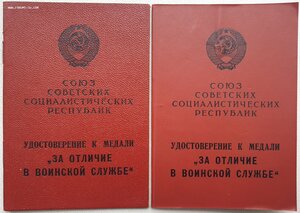 СОЮЗ
СОВЕТСКИХ
СОЦИАЛИСТИЧЕСКИХ
РЕСПУБЛИК
УДОСТОВЕРЕНИЕ К МЕДАЛИ
„ЗА ОТЛИЧИЕ
В ВОИНСКОЙ СЛУЖБЕ“
СОЮЗ
СОВЕТСКИХ
СОЦИАЛИСТИЧЕСКИХ
РЕСПУБЛИК
УДОСТОВЕРЕНИЕ К МЕДАЛИ
„ЗА ОТЛИЧИЕ
В ВОИНСКОЙ СЛУЖБЕ“